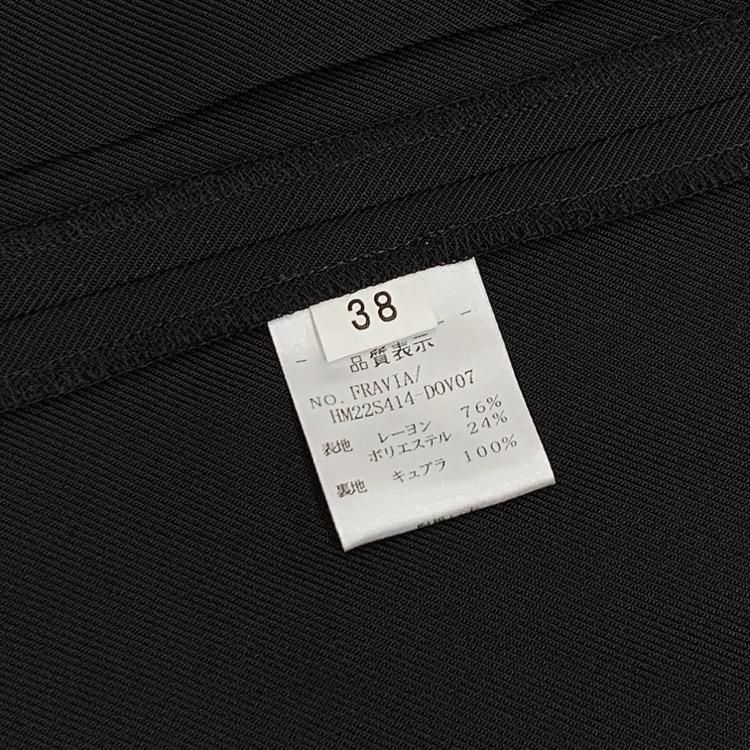 38
品質表示
NO. FRAVIA/
HM22S414-DOV07
表地 レーヨン 76%
ポリエステル 24%
裏地 キュプラ 100%